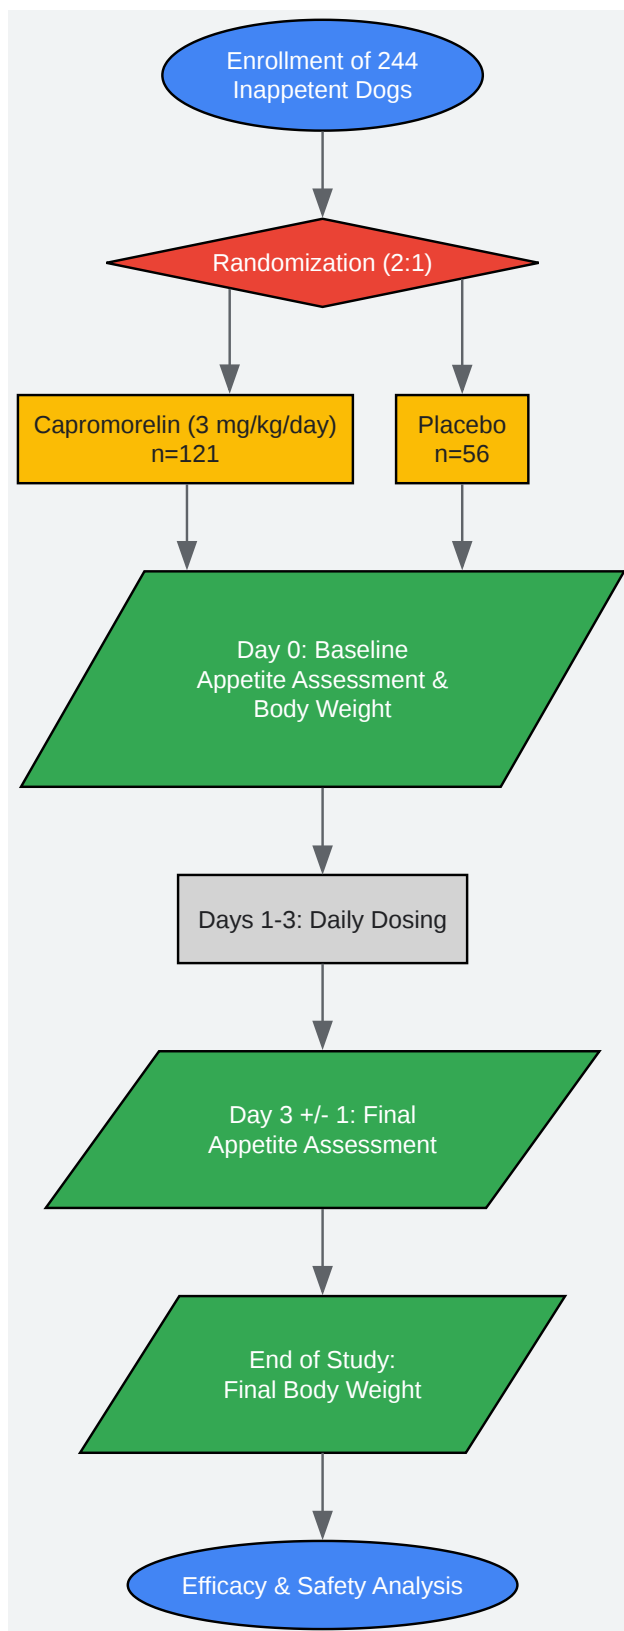 Enrollment of 244
Inappetent Dogs
Randomization (2:1)
Capromorelin (3 mg/kg/day)
n=121
Placebo
n=56
Day 0: Baseline
Appetite Assessment &
Body Weight
Days 1-3: Daily Dosing
Day 3 +/- 1: Final
Appetite Assessment
End of Study:
Final Body Weight
Efficacy & Safety Analysis